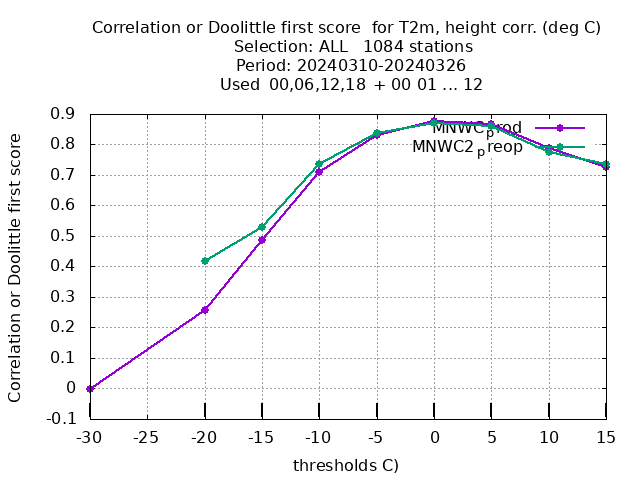 Correlation or Doolittle first score  for T2m, height corr. (deg C)
Selection: ALL   1084 stations
Period: 20240310-20240326
Used  00,06,12,18  + 00 01 ... 12
Correlation or Doolittle first score
0.9
0.8
0.7
0.6
0.5
0.4
0.3
0.2
0.1
0
-0.1
MNWC_prod
MNWC2_preop
-30 -25 -20 -15 -10 -5 0 5 10 15
thresholds C)